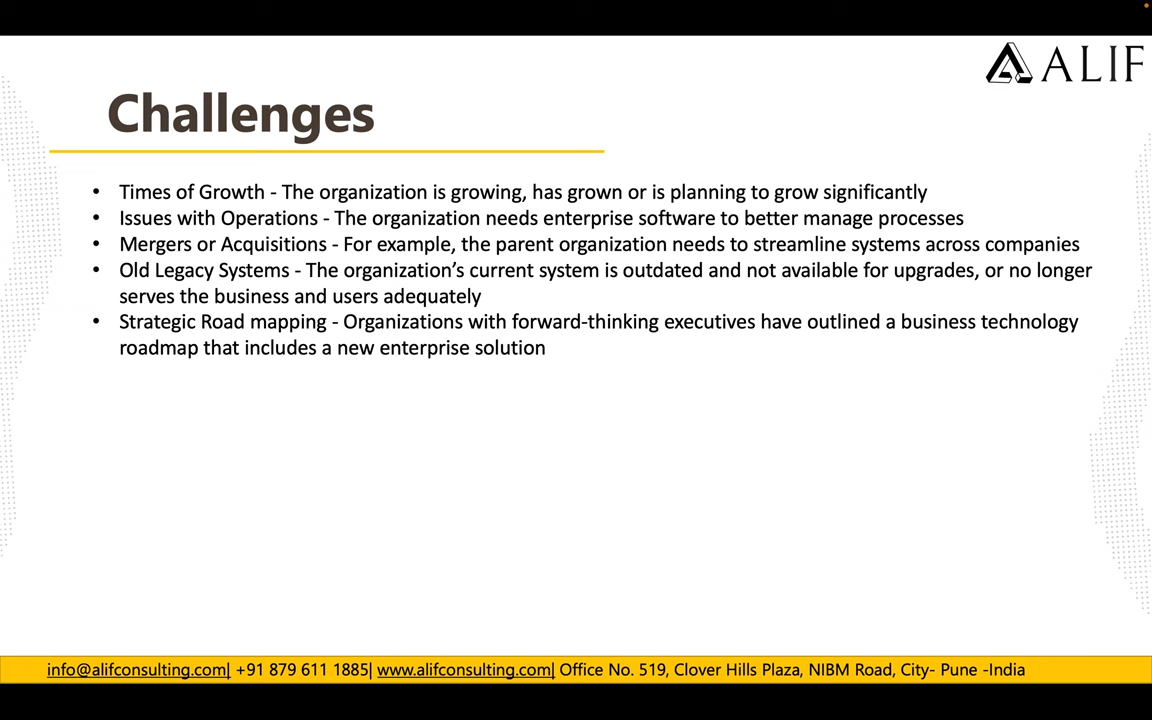 ALIF
Challenges
• Times of Growth - The organization is growing, has grown or is planning to grow significantly
• Issues with Operations - The organization needs enterprise software to better manage processes
• Mergers or Acquisitions - For example, the parent organization needs to streamline systems across companies
• Old Legacy Systems - The organization’s current system is outdated and not available for upgrades, or no longer
serves the business and users adequately
• Strategic Road mapping - Organizations with forward-thinking executives have outlined a business technology
roadmap that includes a new enterprise solution
info@alifconsulting.com| +91 879 611 1885| www.alifconsulting.com| Office No. 519, Clover Hills Plaza, NIBM Road, City- Pune -India